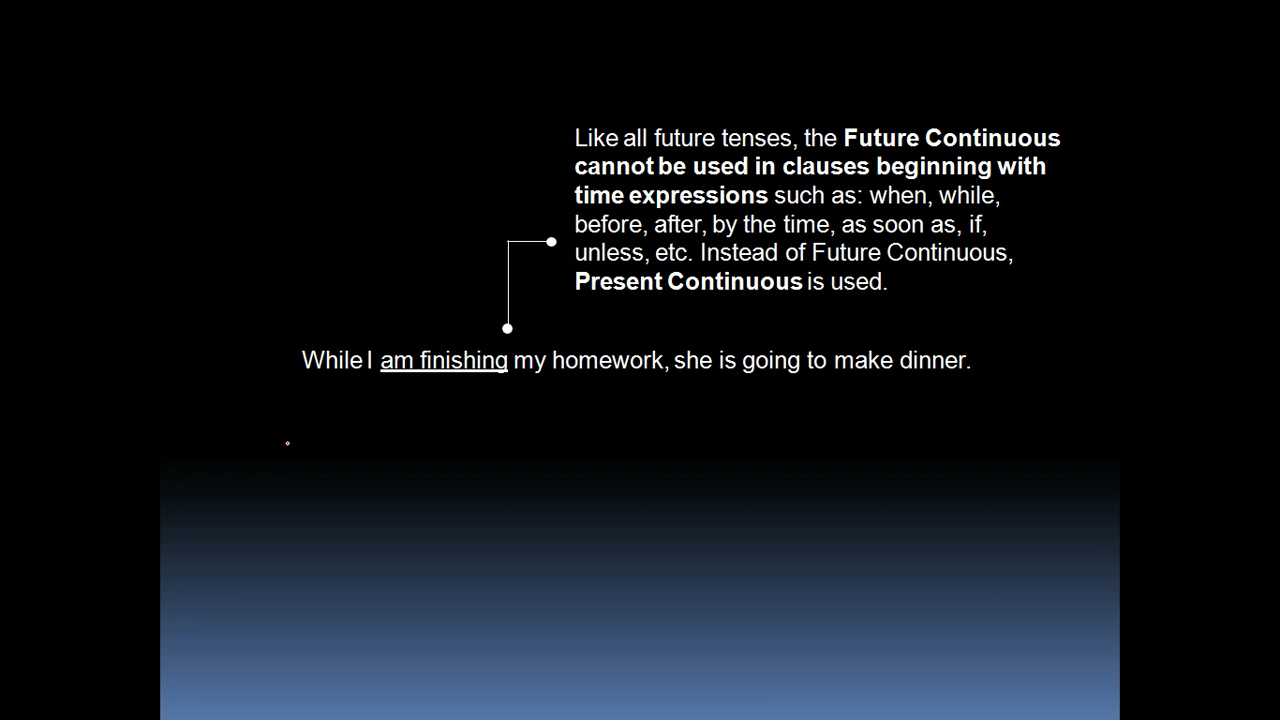 Like all future tenses, the Future Continuous
cannot be used in clauses beginning with
time expressions such as: when, while,
before, after, by the time, as soon as, if,
unless, etc. Instead of Future Continuous,
Present Continuous is used.
While I am finishing my homework, she is going to make dinner.